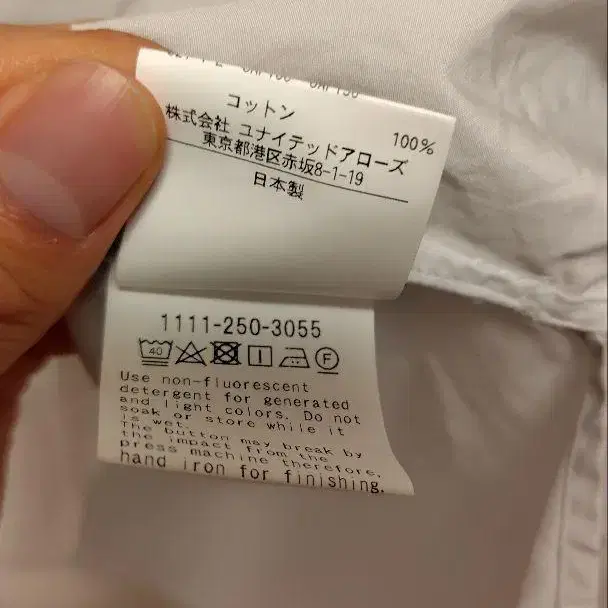 コットン 100%
株式会社 ユナイテッドアローズ
東京都港区赤坂8-1-19
日本製
1111-250-3055
40 F
Use non-fluorescent
detergent for generated
and light colors. Do not
soak or store while it
is wet.
The button may break by
the impact from the
press machine therefore,
hand iron for finishing.